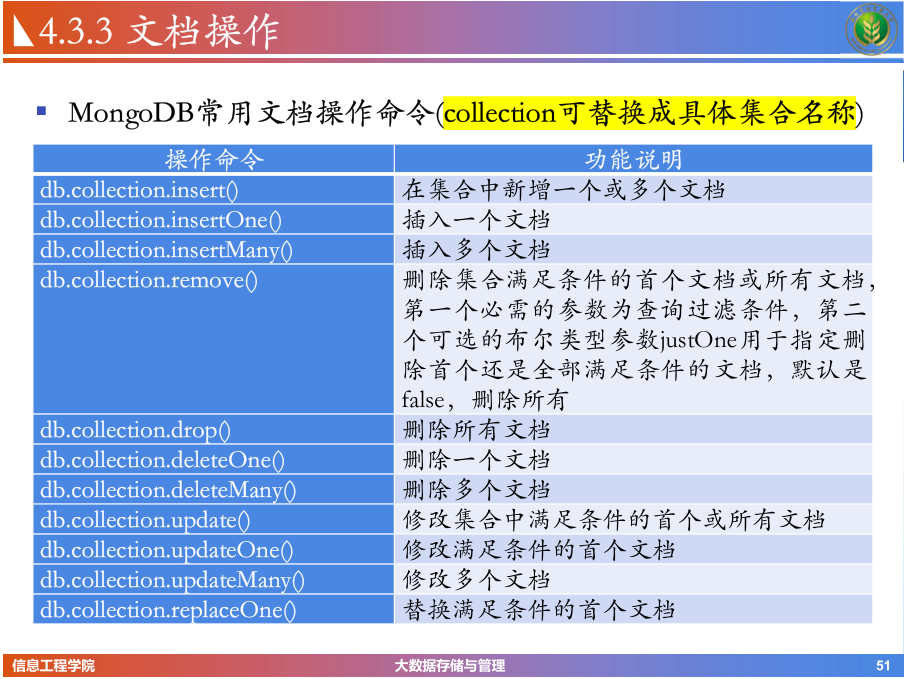 4.3.3 文档操作
▪ MongoDB常用文档操作命令(collection可替换成具体集合名称)
操作命令 功能说明
db.collection.insert() 在集合中新增一个或多个文档
db.collection.insertOne() 插入一个文档
db.collection.insertMany() 插入多个文档
db.collection.remove() 删除集合满足条件的首个文档或所有文档，
第一个必需的参数为查询过滤条件，第二
个可选的布尔类型参数justOne用于指定删
除首个还是全部满足条件的文档，默认是
false，删除所有
db.collection.drop() 删除所有文档
db.collection.deleteOne() 删除一个文档
db.collection.deleteMany() 删除多个文档
db.collection.update() 修改集合中满足条件的首个或所有文档
db.collection.updateOne() 修改满足条件的首个文档
db.collection.updateMany() 修改多个文档
db.collection.replaceOne() 替换满足条件的首个文档
信息工程学院 大数据存储与管理 51